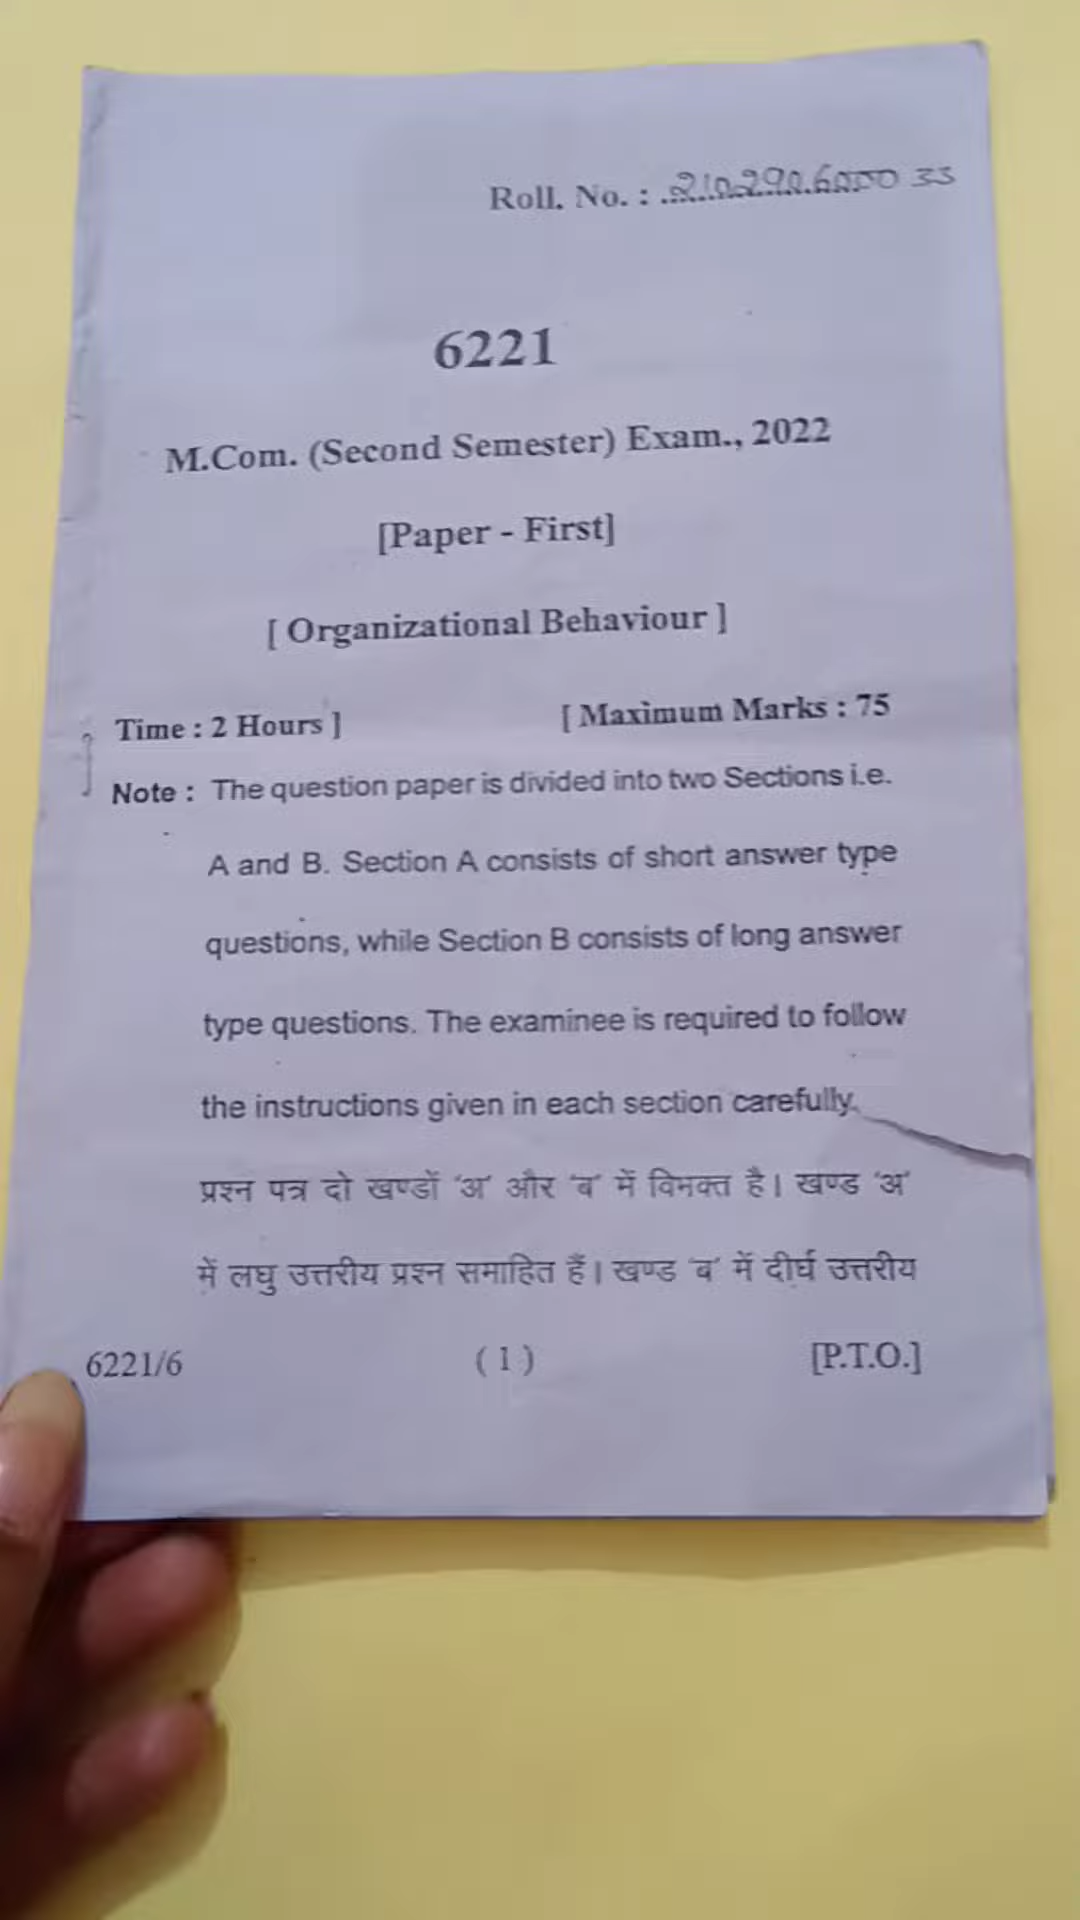 Roll. No. : 210290600033
6221
M.Com. (Second Semester) Exam., 2022
[Paper - First]
[ Organizational Behaviour ]
Time : 2 Hours ] [ Maximum Marks : 75
Note : The question paper is divided into two Sections i.e.
A and B. Section A consists of short answer type
questions, while Section B consists of long answer
type questions. The examinee is required to follow
the instructions given in each section carefully.
प्रश्न पत्र दो खण्डों ‘अ’ और ‘ब’ में विभक्त है। खण्ड ‘अ’
में लघु उत्तरीय प्रश्न समाहित हैं। खण्ड ‘ब’ में दीर्घ उत्तरीय
6221/6 ( 1 ) [P.T.O.]